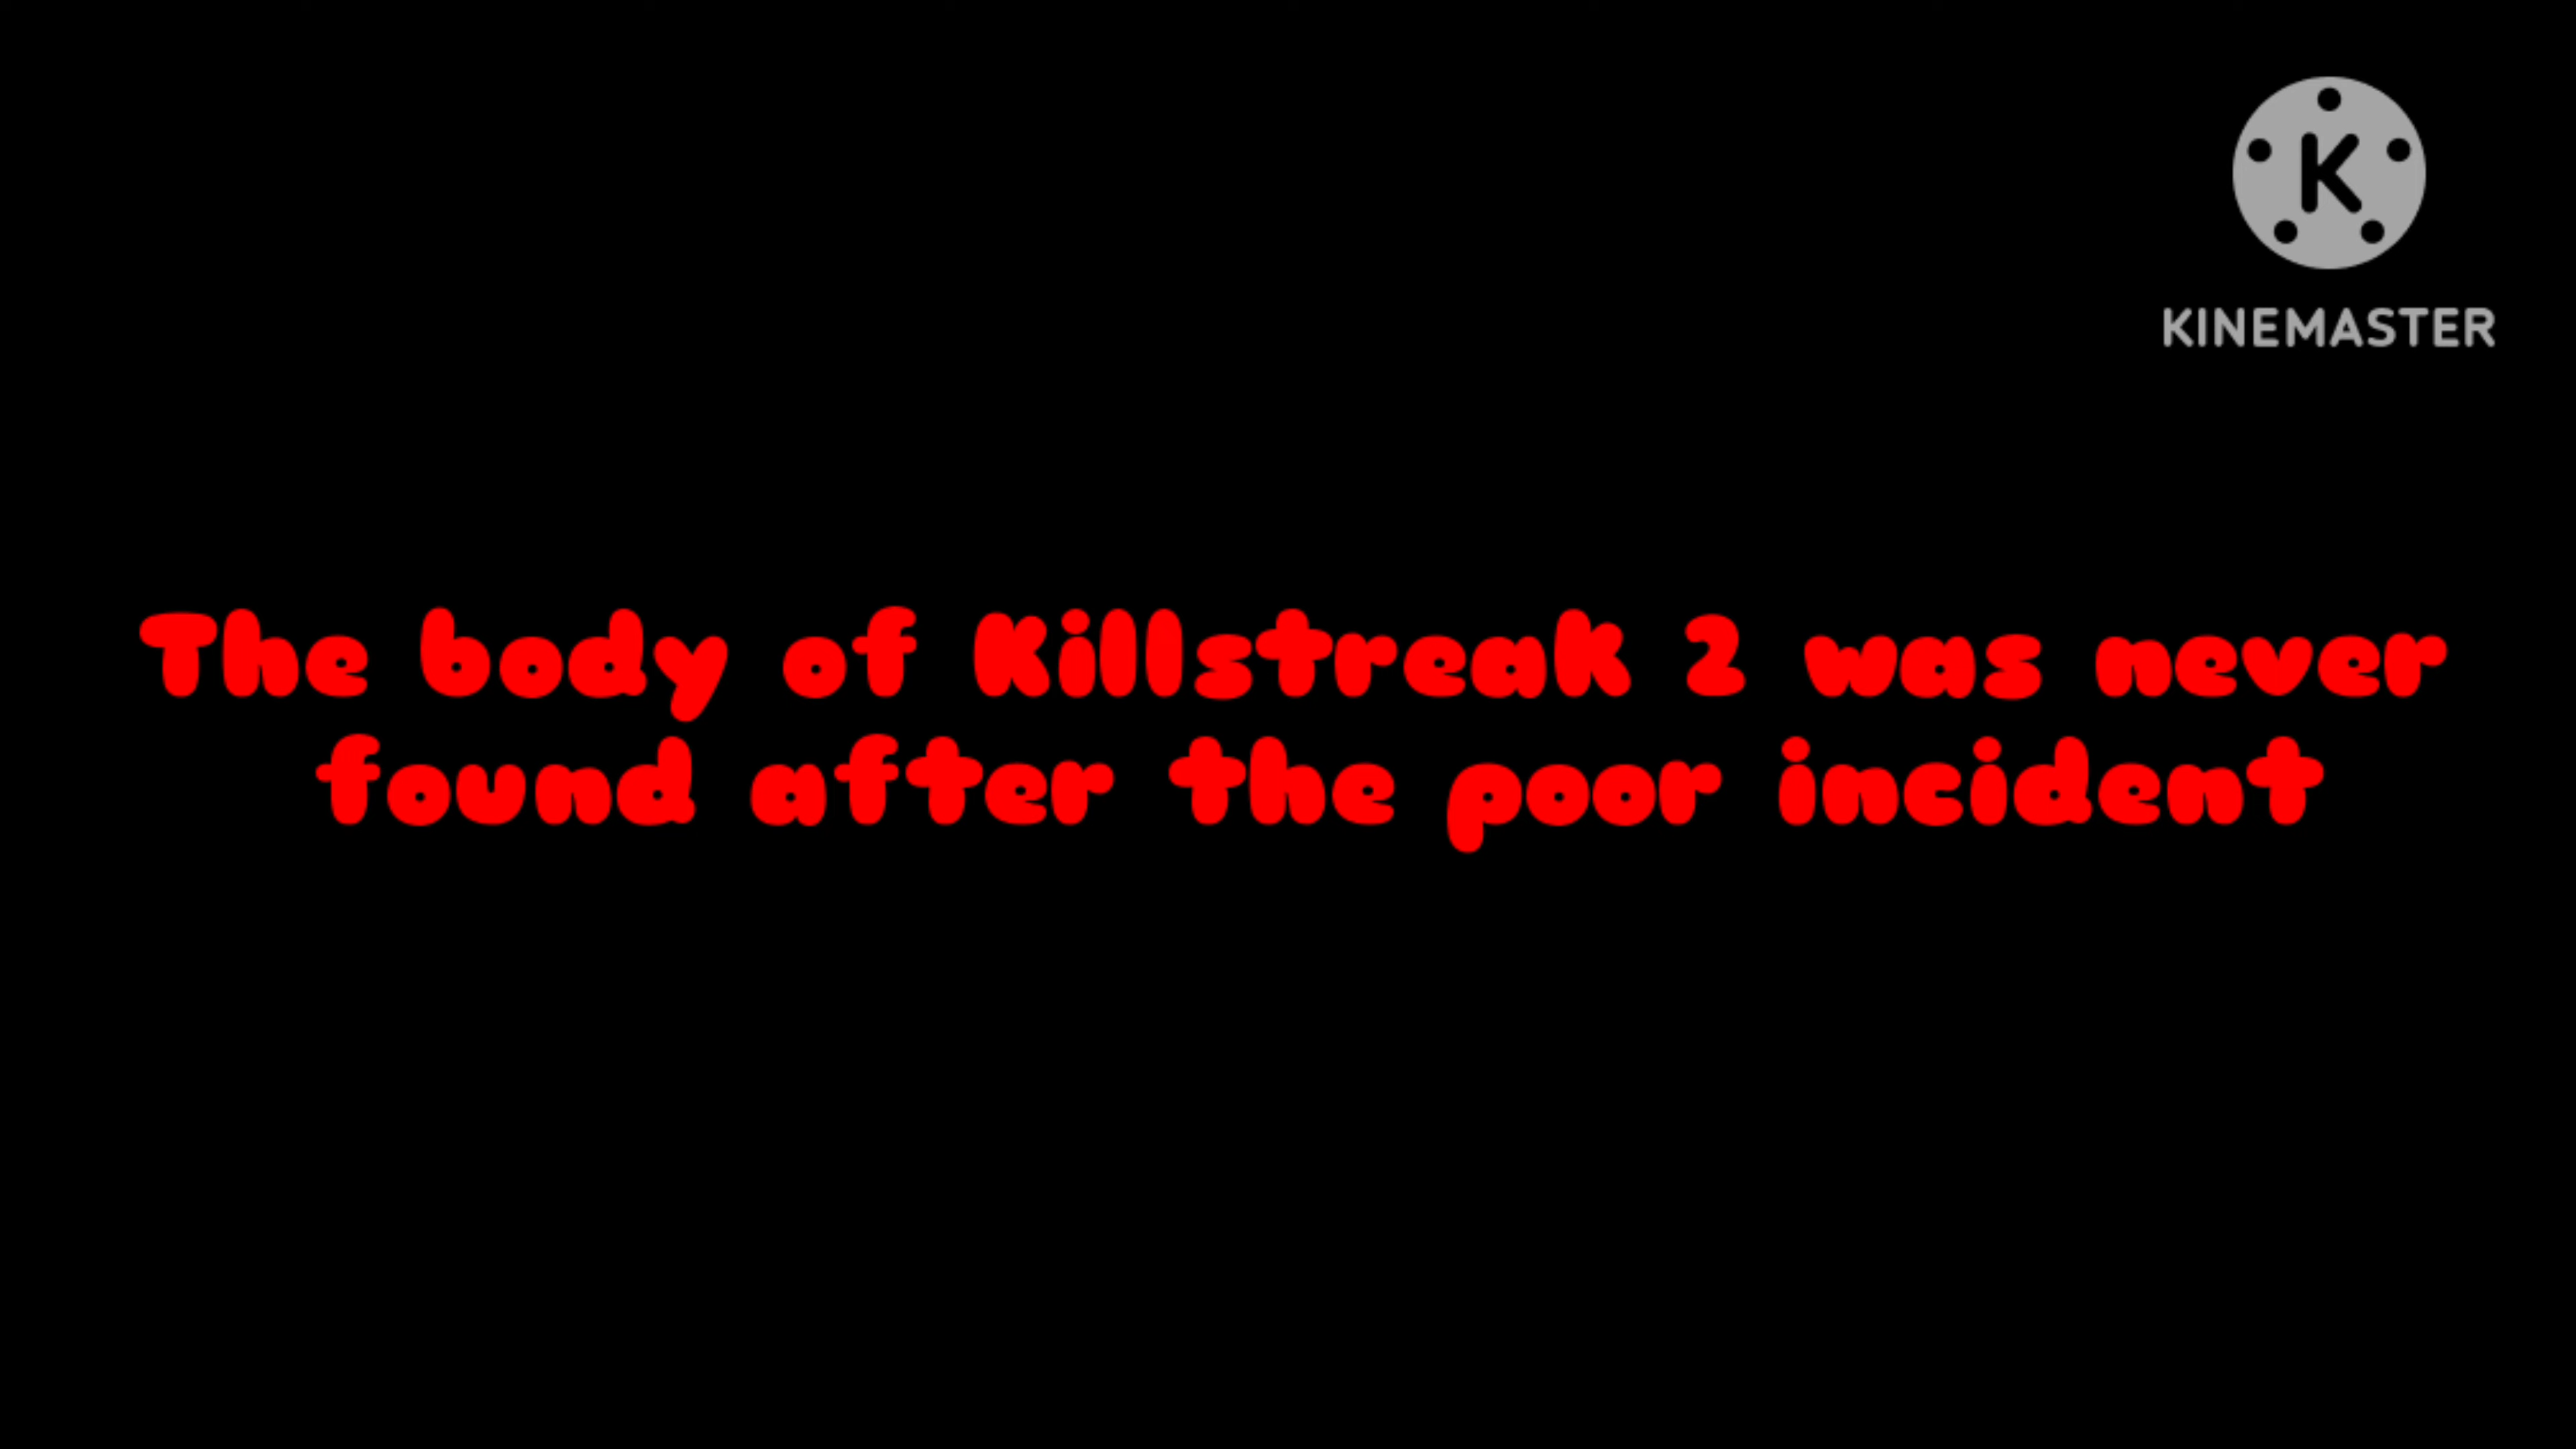 K
KINEMASTER
The body of Killstreak 2 was never
found after the poor incident